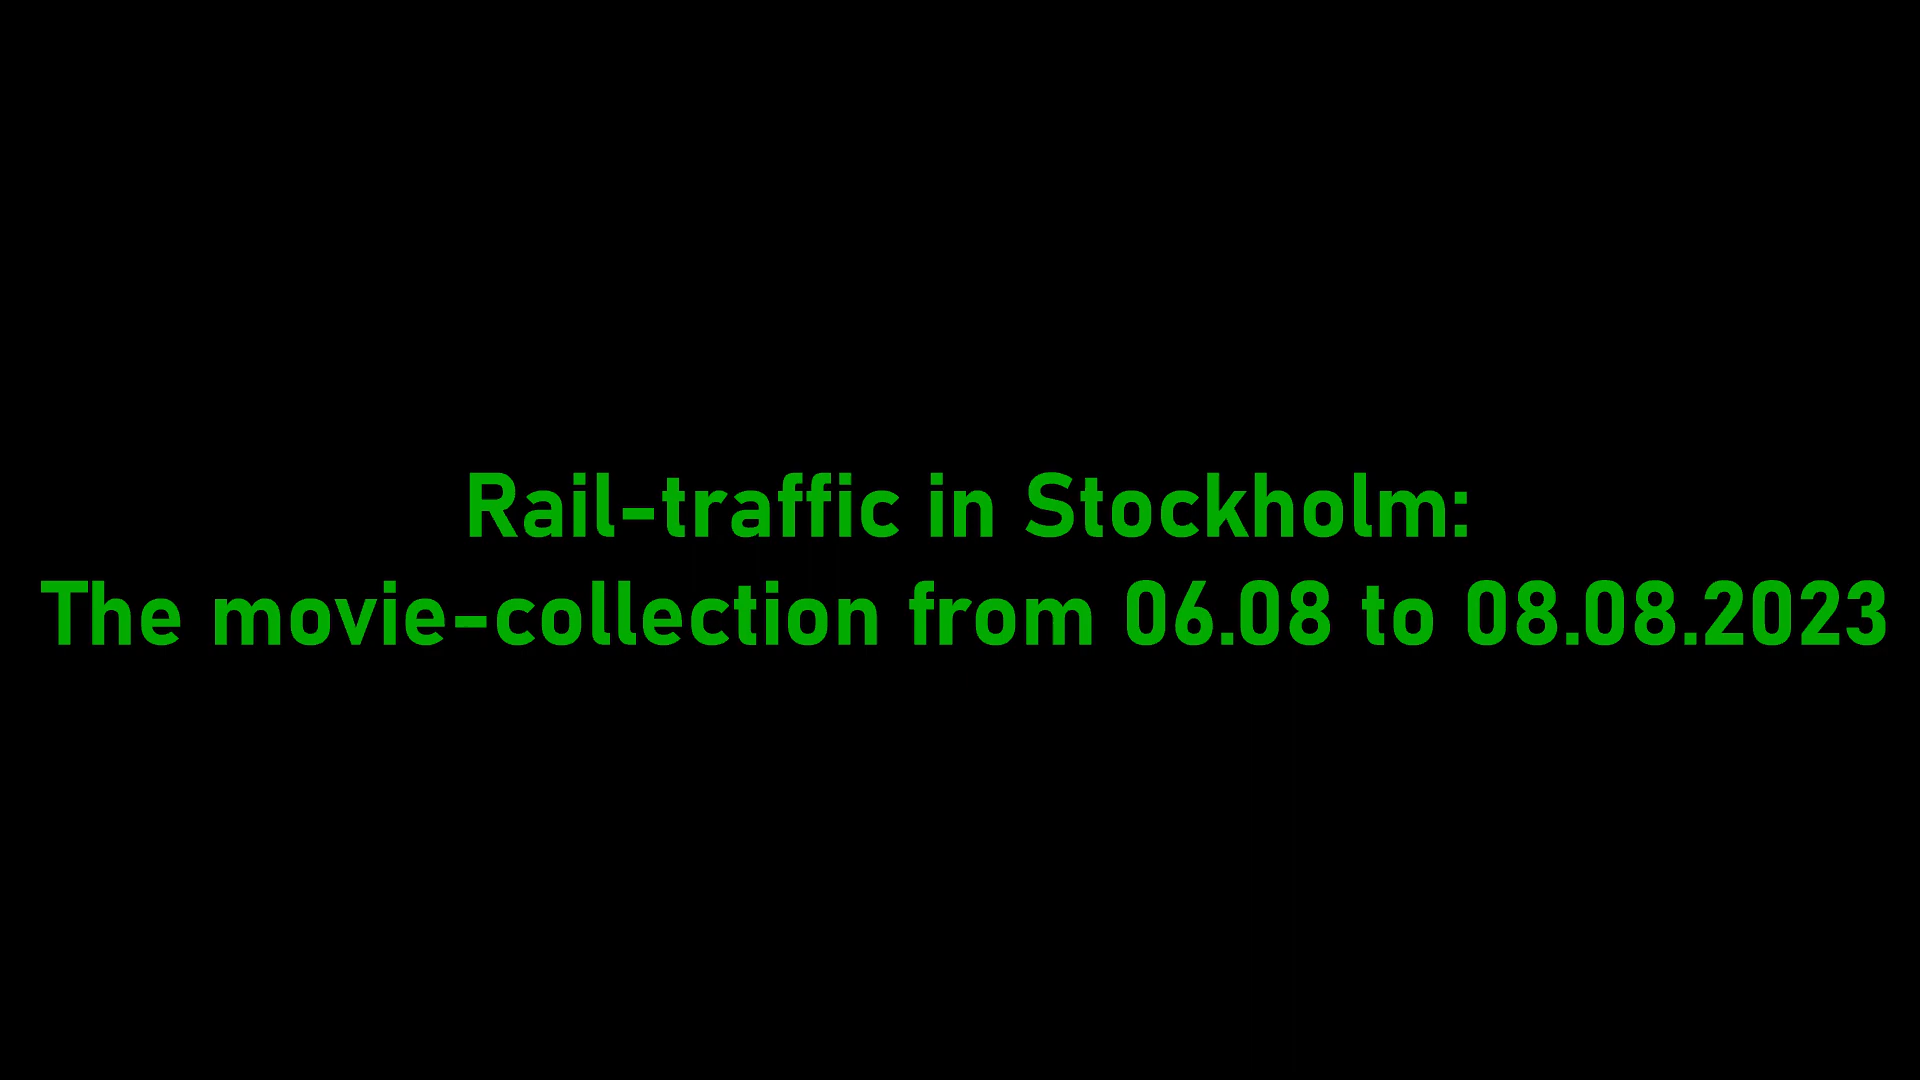 Rail-traffic in Stockholm:
The movie-collection from 06.08 to 08.08.2023